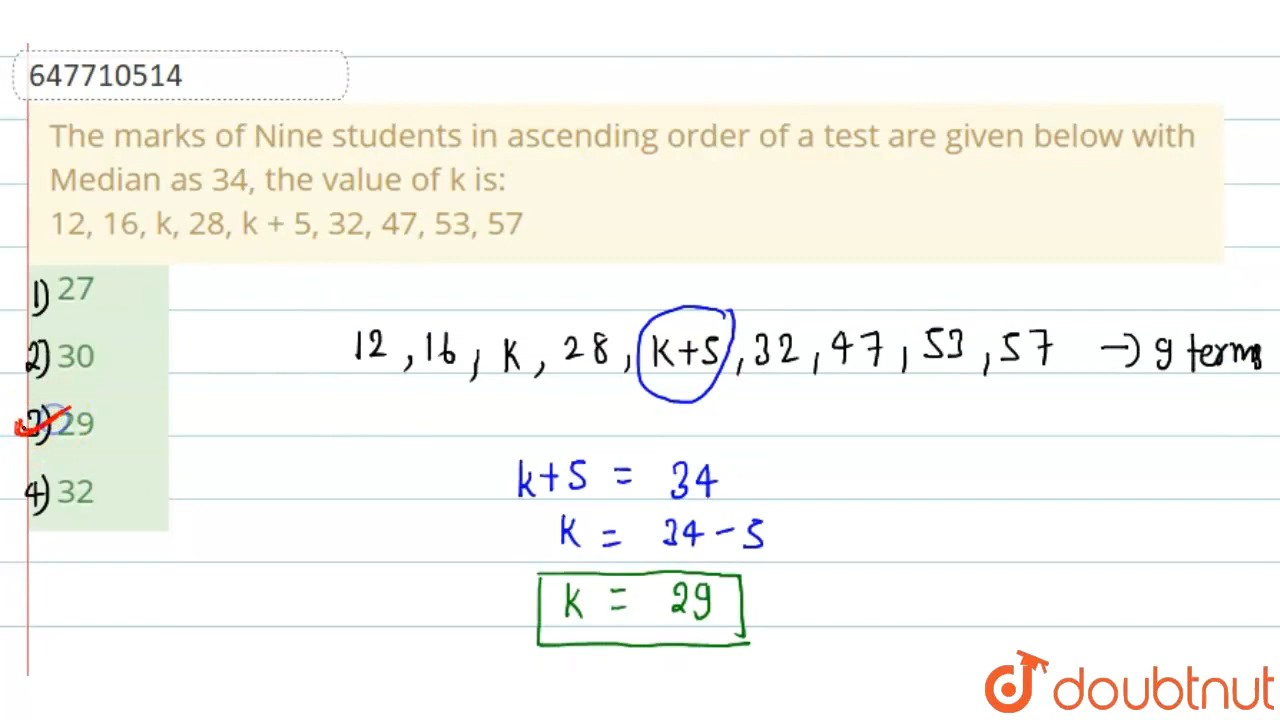 647710514
The marks of Nine students in ascending order of a test are given below with
Median as 34, the value of k is:
12, 16, k, 28, k + 5, 32, 47, 53, 57
1) 27
2) 30
3) 29
4) 32
12, 16, k, 28, k+5, 32, 47, 53, 57 → 9 terms
k+5 = 34
k = 34-5
k = 29
doubtnut